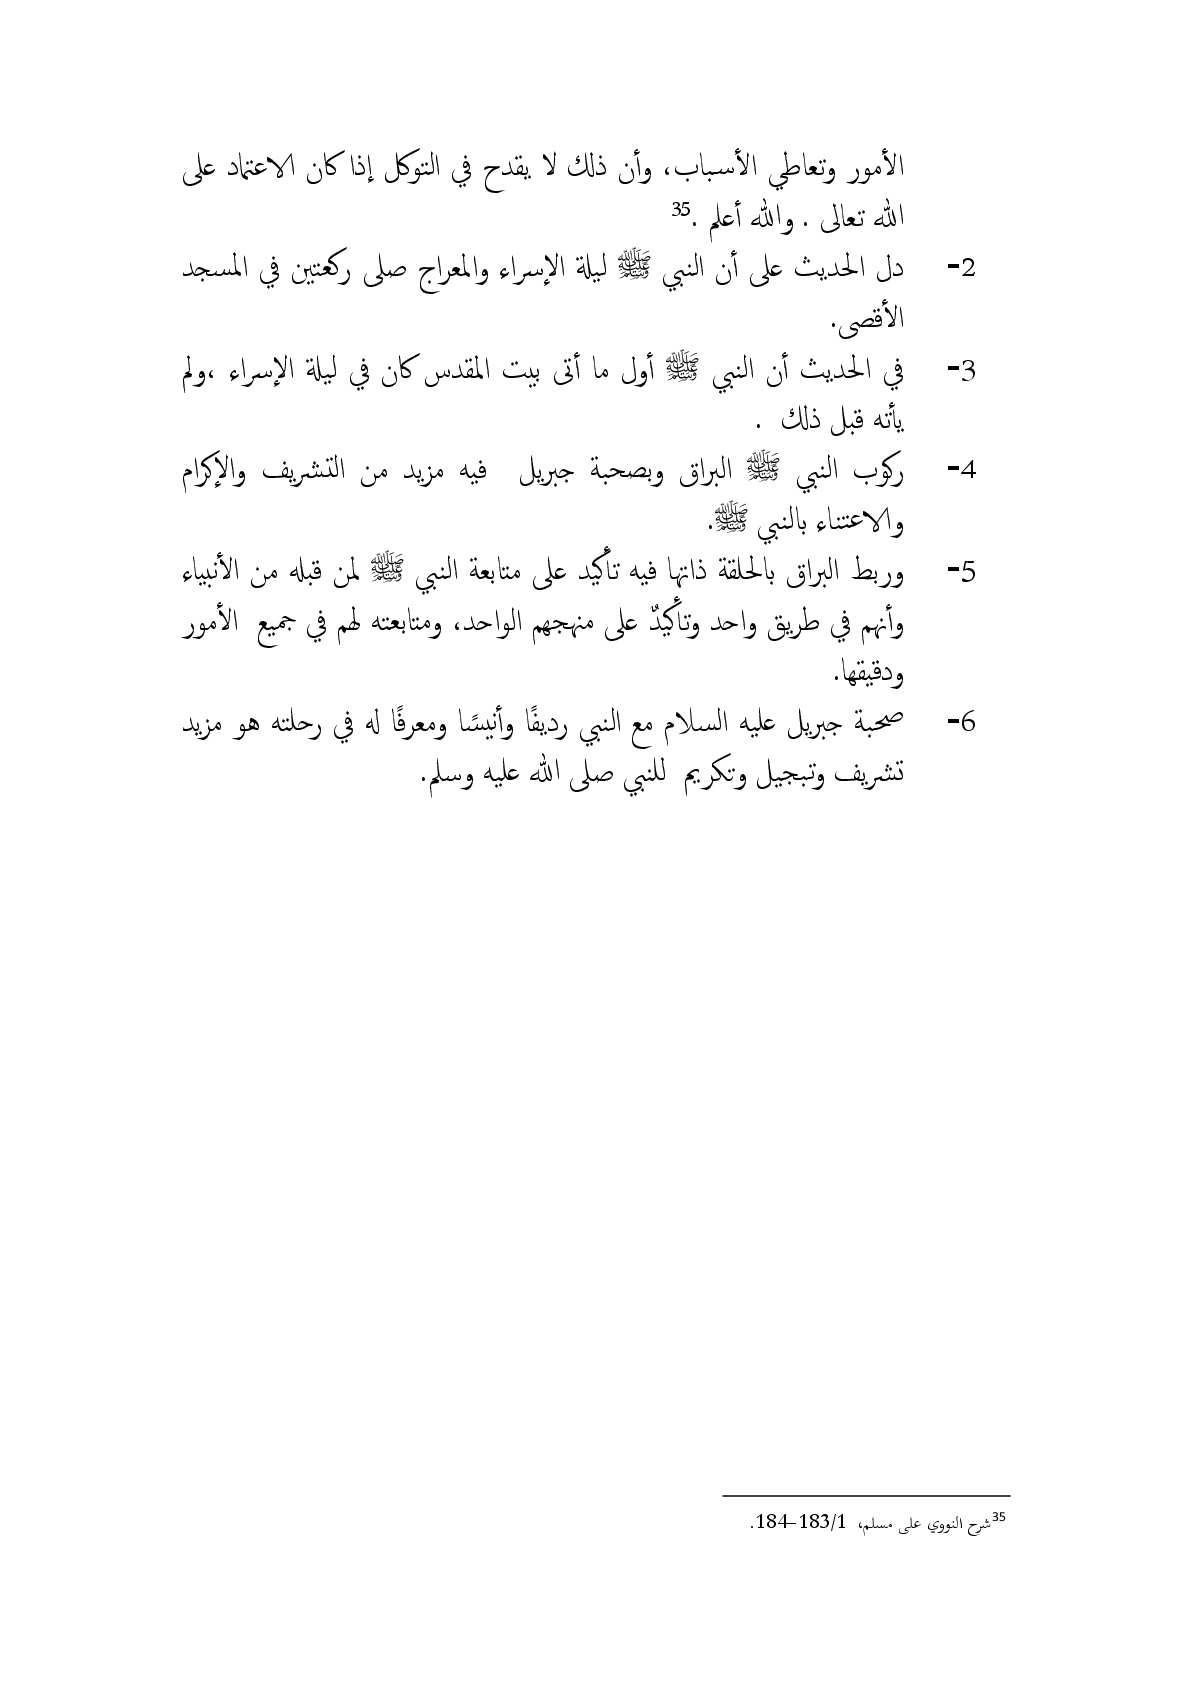 الأمور وتعاطي الأسباب، وأن ذلك لا يقدح في التوكل إذا كان الاعتماد على
الله تعالى . والله أعلم .35
2- دل الحديث على أن النبي ﷺ ليلة الإسراء والمعراج صلى ركعتين في المسجد
الأقصى.
3- في الحديث أن النبي ﷺ أول ما أتى بيت المقدس كان في ليلة الإسراء ،ولم
يأته قبل ذلك .
4- ركوب النبي ﷺ البراق وبصحبة جبريل فيه مزيد من التشريف والإكرام
والاعتناء بالنبي ﷺ.
5- وربط البراق بالحلقة ذاتها فيه تأكيد على متابعة النبي ﷺ لمن قبله من الأنبياء
وأنهم في طريق واحد وتأكيدٌ على منهجهم الواحد، ومتابعته لهم في جميع الأمور
ودقيقها.
6- صحبة جبريل عليه السلام مع النبي رديفًا وأنيسًا ومعرفًا له في رحلته هو مزيد
تشريف وتبجيل وتكريم للنبي صلى الله عليه وسلم.
35شرح النووي على مسلم، 183/1–184.